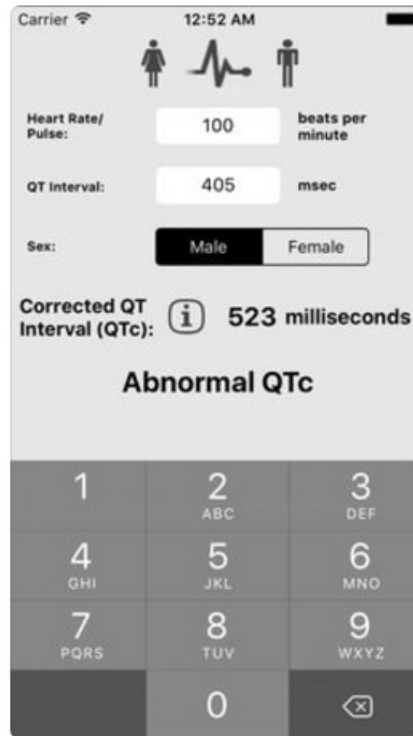 Carrier 12:52 AM
Heart Rate/
Pulse:
100
beats per
minute
QT Interval:
405
msec
Sex:
Male
Female
Corrected QT
Interval (QTc):
i
523 milliseconds
Abnormal QTc
1
2
ABC
3
DEF
4
GHI
5
JKL
6
MNO
7
PQRS
8
TUV
9
WXYZ
0